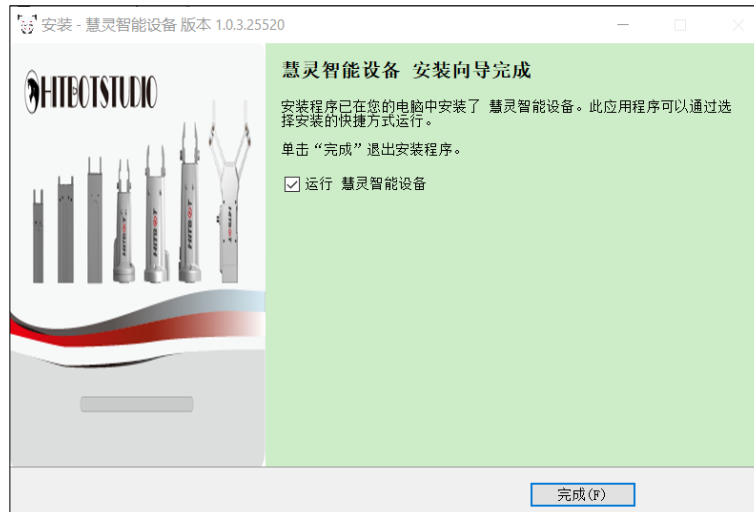 安装 - 慧灵智能设备 版本 1.0.3.25520
HITBOTSTUDIO
慧灵智能设备 安装向导完成
安装程序已在您的电脑中安装了 慧灵智能设备。此应用程序可以通过选
择安装的快捷方式运行。
单击“完成”退出安装程序。
运行 慧灵智能设备
HITBOT
HITBOT
HITBOT
HITBOT
完成(F)